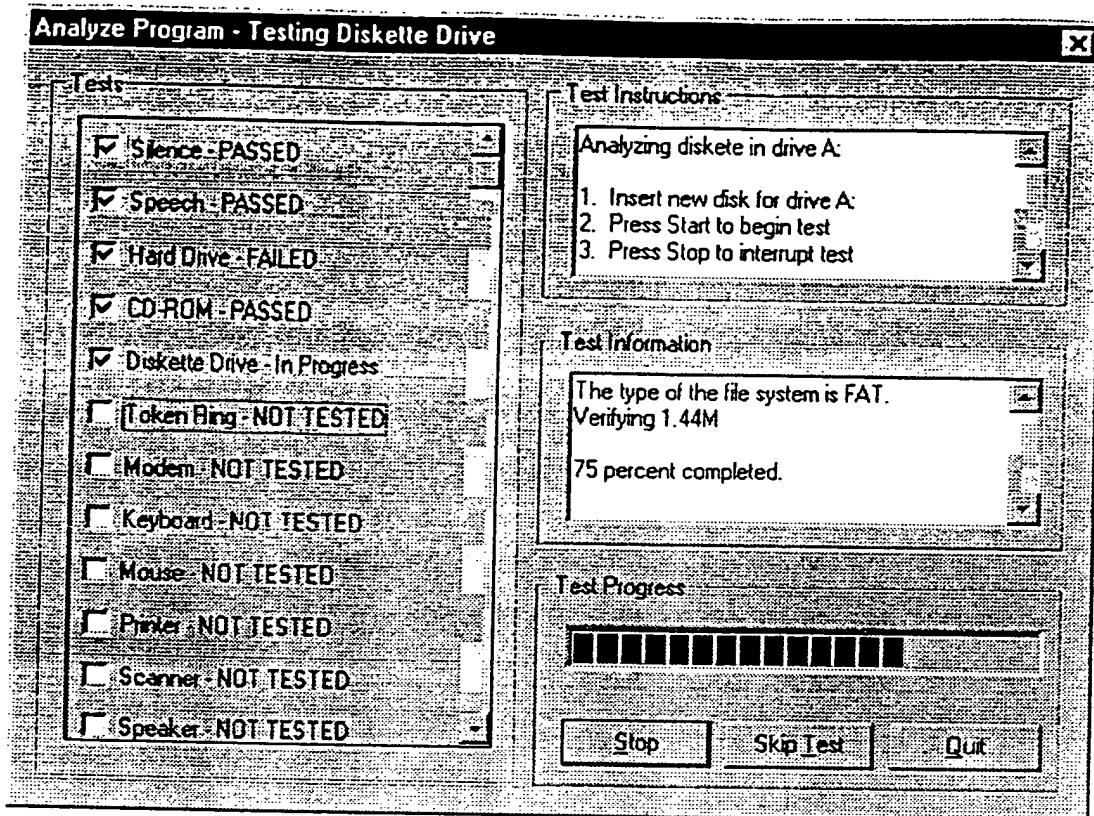 Analyze Program - Testing Diskette Drive
Tests
Silence - PASSED
Speech - PASSED
Hard Drive - FAILED
CD-ROM - PASSED
Diskette Drive - In Progress
Token Ring - NOT TESTED
Modem - NOT TESTED
Keyboard - NOT TESTED
Mouse - NOT TESTED
Printer - NOT TESTED
Scanner - NOT TESTED
Speaker - NOT TESTED
Test Instructions
Analyzing diskete in drive A:
1. Insert new disk for drive A:
2. Press Start to begin test
3. Press Stop to interrupt test
Test Information
The type of the file system is FAT.
Verifying 1.44M
75 percent completed.
Test Progress
Stop
Skip Test
Quit